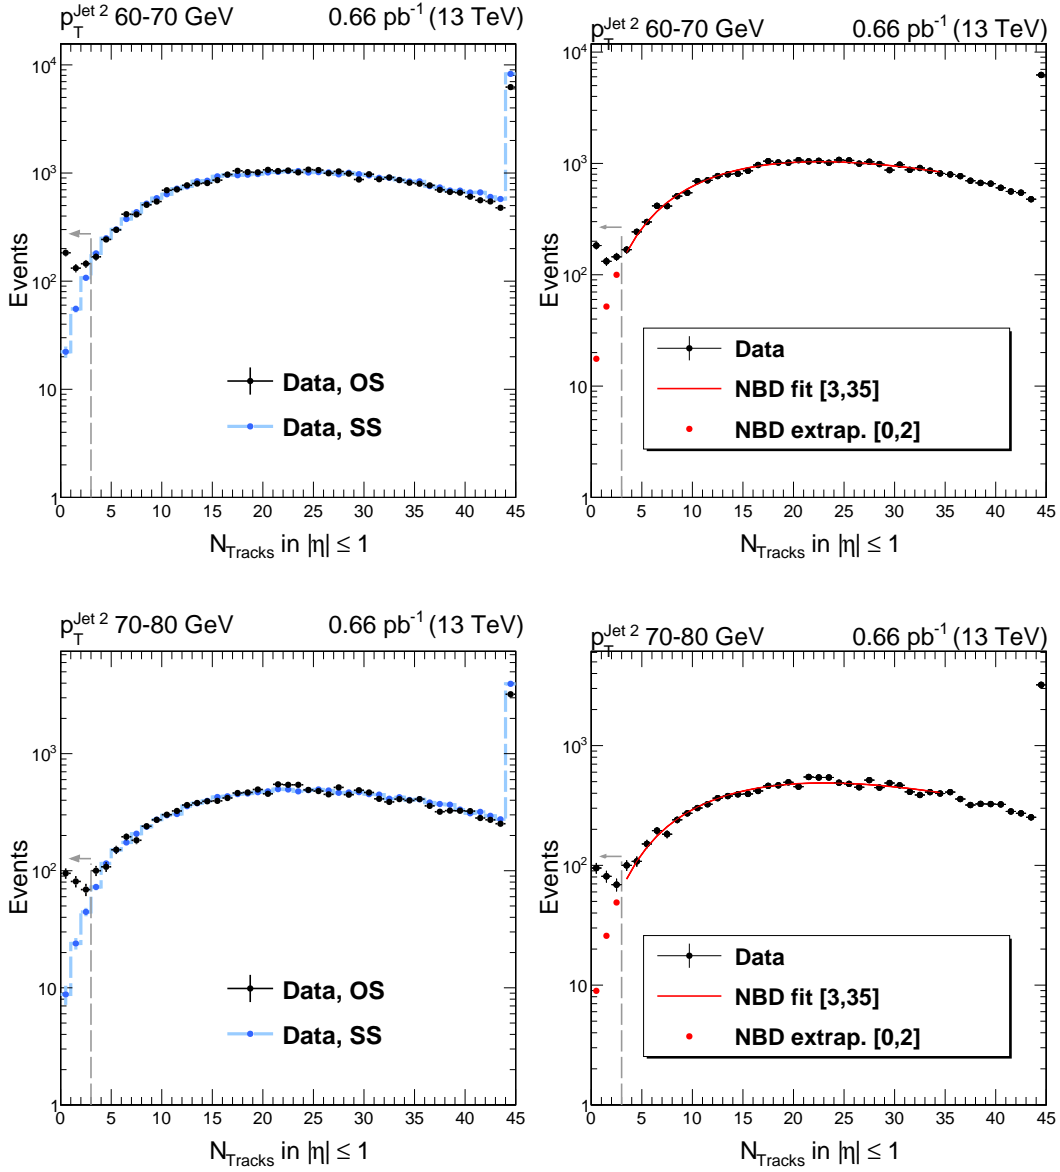 p_T^Jet 2 60-70 GeV 0.66 pb^-1 (13 TeV)
10^4
10^3
10^2
10
1
Events
Data, OS
Data, SS
0 5 10 15 20 25 30 35 40 45
N_Tracks in |η| ≤ 1
p_T^Jet 2 60-70 GeV 0.66 pb^-1 (13 TeV)
10^4
10^3
10^2
10
1
Events
Data
NBD fit [3,35]
NBD extrap. [0,2]
0 5 10 15 20 25 30 35 40 45
N_Tracks in |η| ≤ 1
p_T^Jet 2 70-80 GeV 0.66 pb^-1 (13 TeV)
10^3
10^2
10
1
Events
Data, OS
Data, SS
0 5 10 15 20 25 30 35 40 45
N_Tracks in |η| ≤ 1
p_T^Jet 2 70-80 GeV 0.66 pb^-1 (13 TeV)
10^3
10^2
10
1
Events
Data
NBD fit [3,35]
NBD extrap. [0,2]
0 5 10 15 20 25 30 35 40 45
N_Tracks in |η| ≤ 1